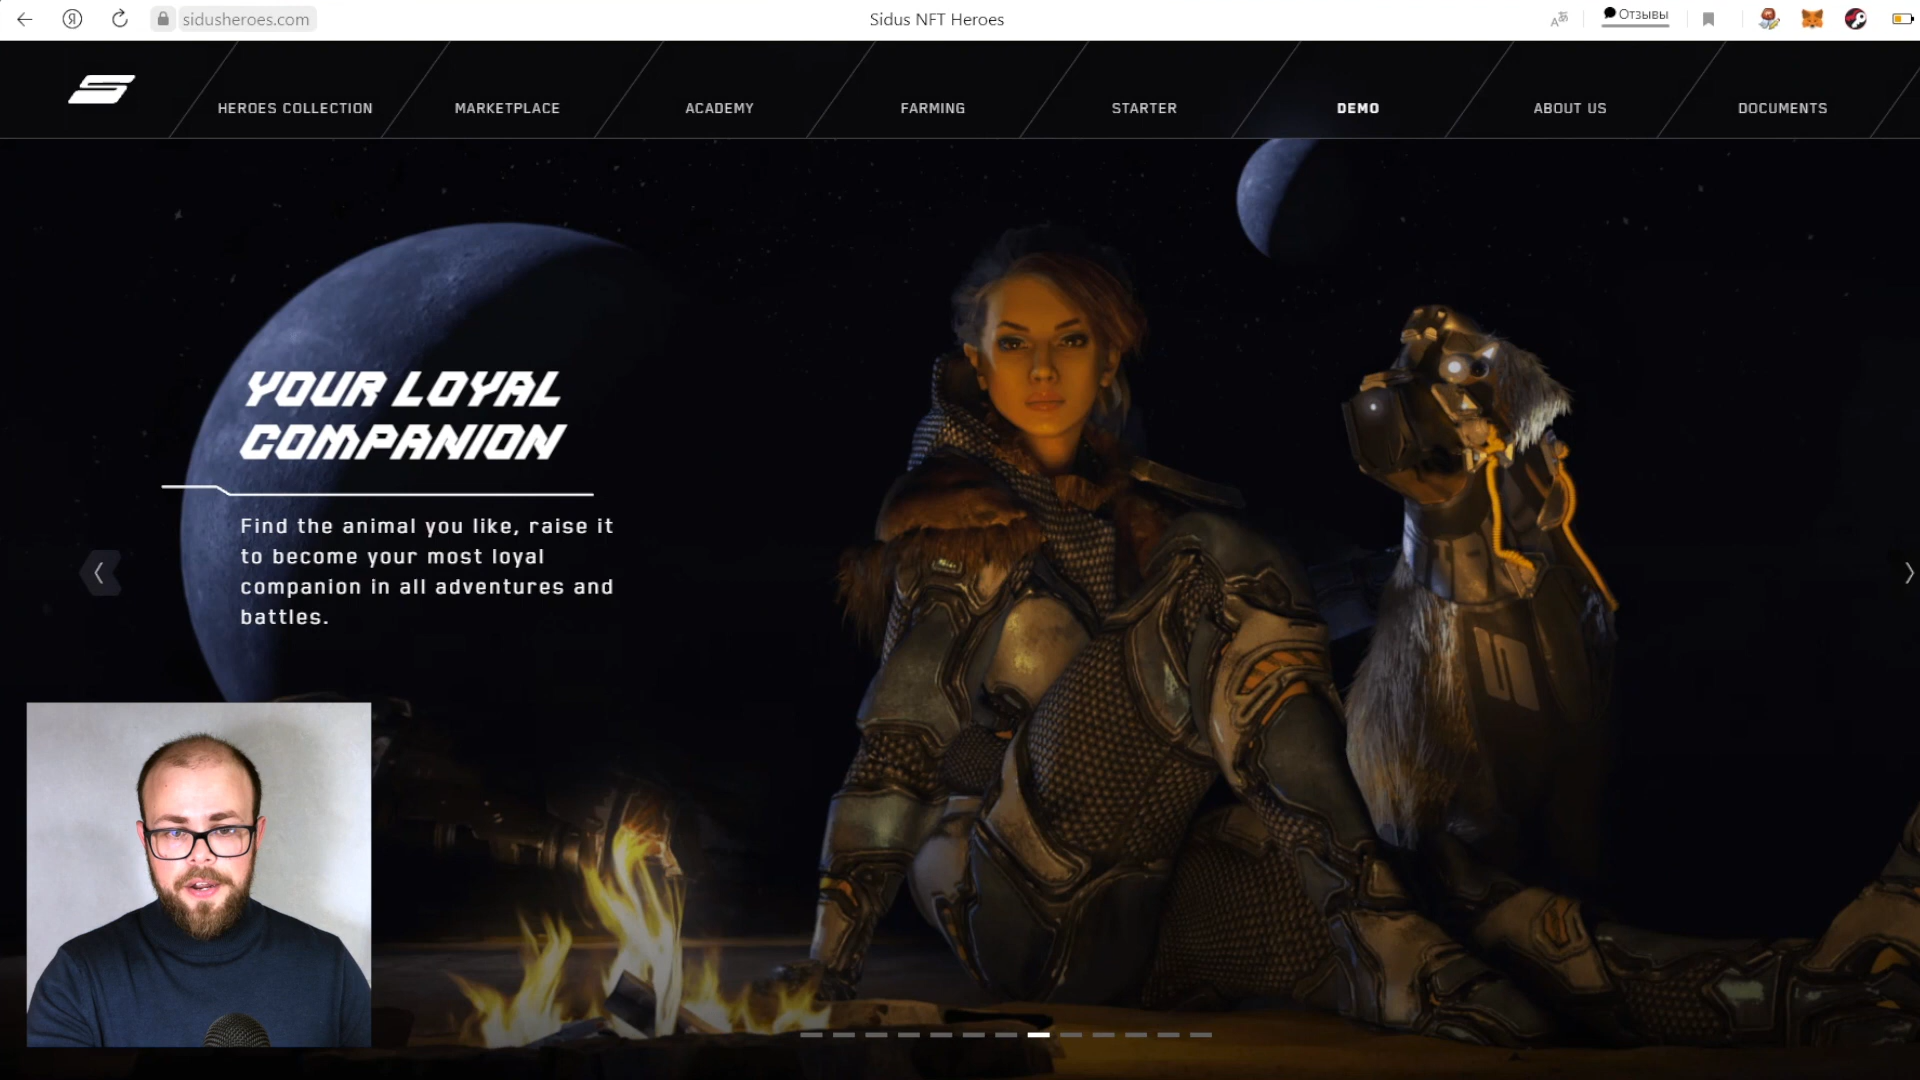 sidusheroes.com
Sidus NFT Heroes
Отзывы
HEROES COLLECTION
MARKETPLACE
ACADEMY
FARMING
STARTER
DEMO
ABOUT US
DOCUMENTS
YOUR LOYAL
COMPANION
Find the animal you like, raise it
to become your most loyal
companion in all adventures and
battles.